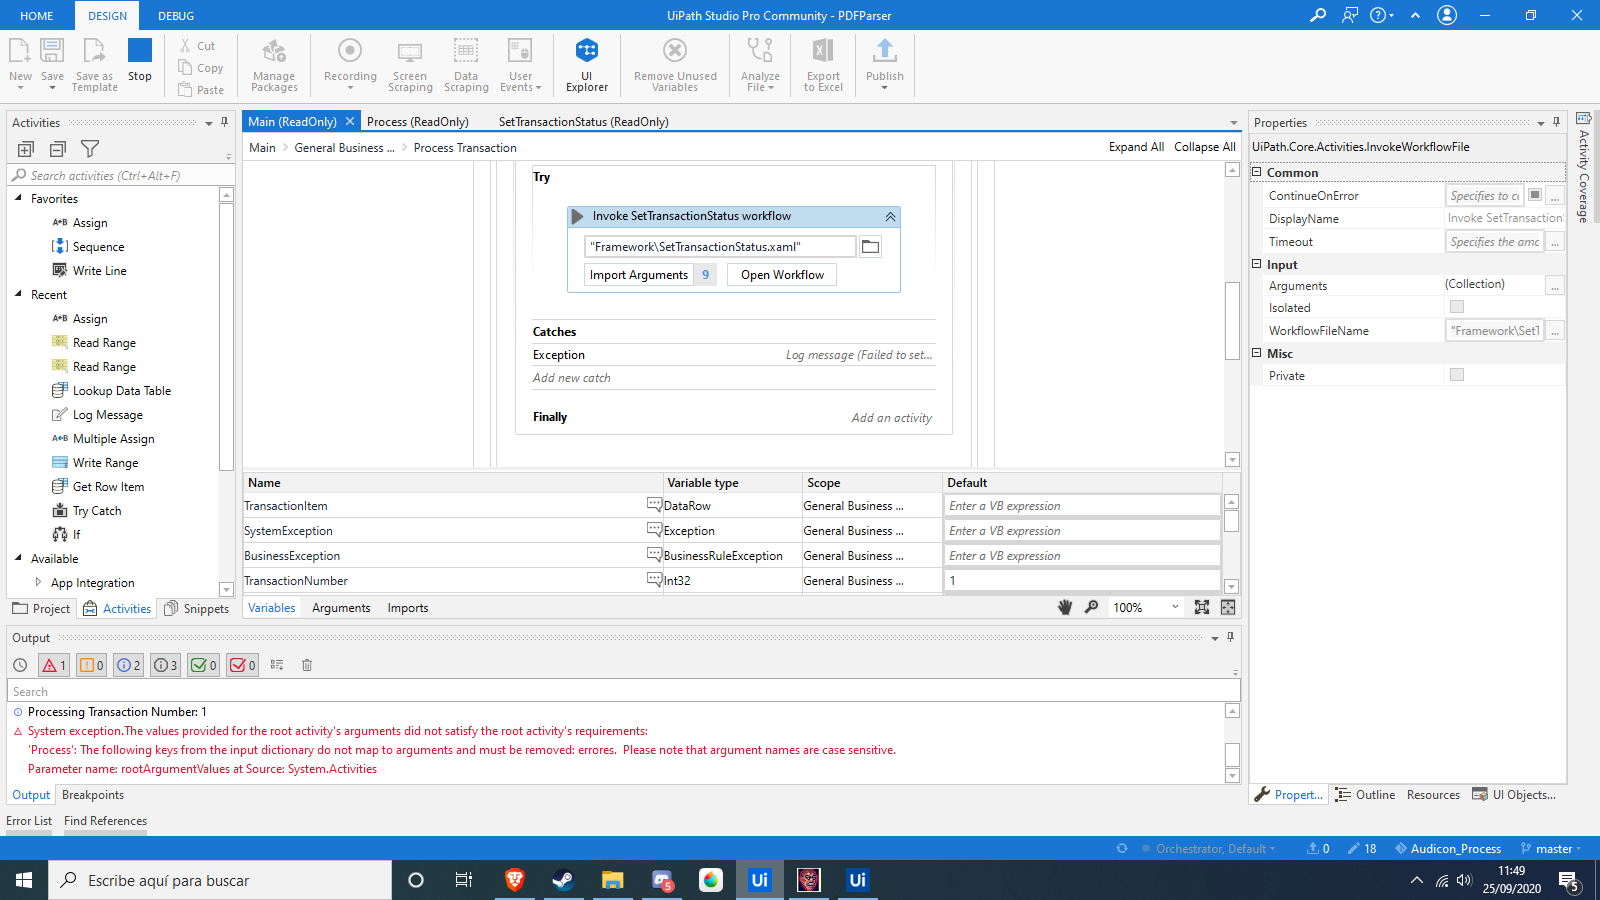 HOME
DESIGN
DEBUG
UiPath Studio Pro Community - PDFParser
New
Save
Save as Template
Stop
Cut
Copy
Paste
Manage Packages
Recording
Screen Scraping
Data Scraping
User Events
UI Explorer
Remove Unused Variables
Analyze File
Export to Excel
Publish
Activities
Search activities (Ctrl+Alt+F)
Favorites
Assign
Sequence
Write Line
Recent
Assign
Read Range
Read Range
Lookup Data Table
Log Message
Multiple Assign
Write Range
Get Row Item
Try Catch
If
Available
App Integration
Project
Activities
Snippets
Main (ReadOnly)
Process (ReadOnly)
SetTransactionStatus (ReadOnly)
Main > General Business ... > Process Transaction
Expand All
Collapse All
Try
Invoke SetTransactionStatus workflow
"Framework\SetTransactionStatus.xaml"
Import Arguments 9
Open Workflow
Catches
Exception
Log message (Failed to set...
Add new catch
Finally
Add an activity
Name Variable type Scope Default
TransactionItem DataRow General Business ... Enter a VB expression
SystemException Exception General Business ... Enter a VB expression
BusinessException BusinessRuleException General Business ... Enter a VB expression
TransactionNumber Int32 General Business ... 1
Variables
Arguments
Imports
100%
Properties
UiPath.Core.Activities.InvokeWorkflowFile
Common
ContinueOnError Specifies to co ...
DisplayName Invoke SetTransactionS
Timeout Specifies the amo ...
Input
Arguments (Collection) ...
Isolated
WorkflowFileName "Framework\SetT ...
Misc
Private
Activity Coverage
Output
1
0
2
3
0
0
Search
Processing Transaction Number: 1
System exception.The values provided for the root activity's arguments did not satisfy the root activity's requirements:
'Process': The following keys from the input dictionary do not map to arguments and must be removed: errores.  Please note that argument names are case sensitive.
Parameter name: rootArgumentValues at Source: System.Activities
Output
Breakpoints
Propert...
Outline
Resources
UI Objects...
Error List
Find References
Orchestrator, Default
0
18
Audicon_Process
master
Escribe aquí para buscar
5
Ui
Ui
11:49
25/09/2020
5